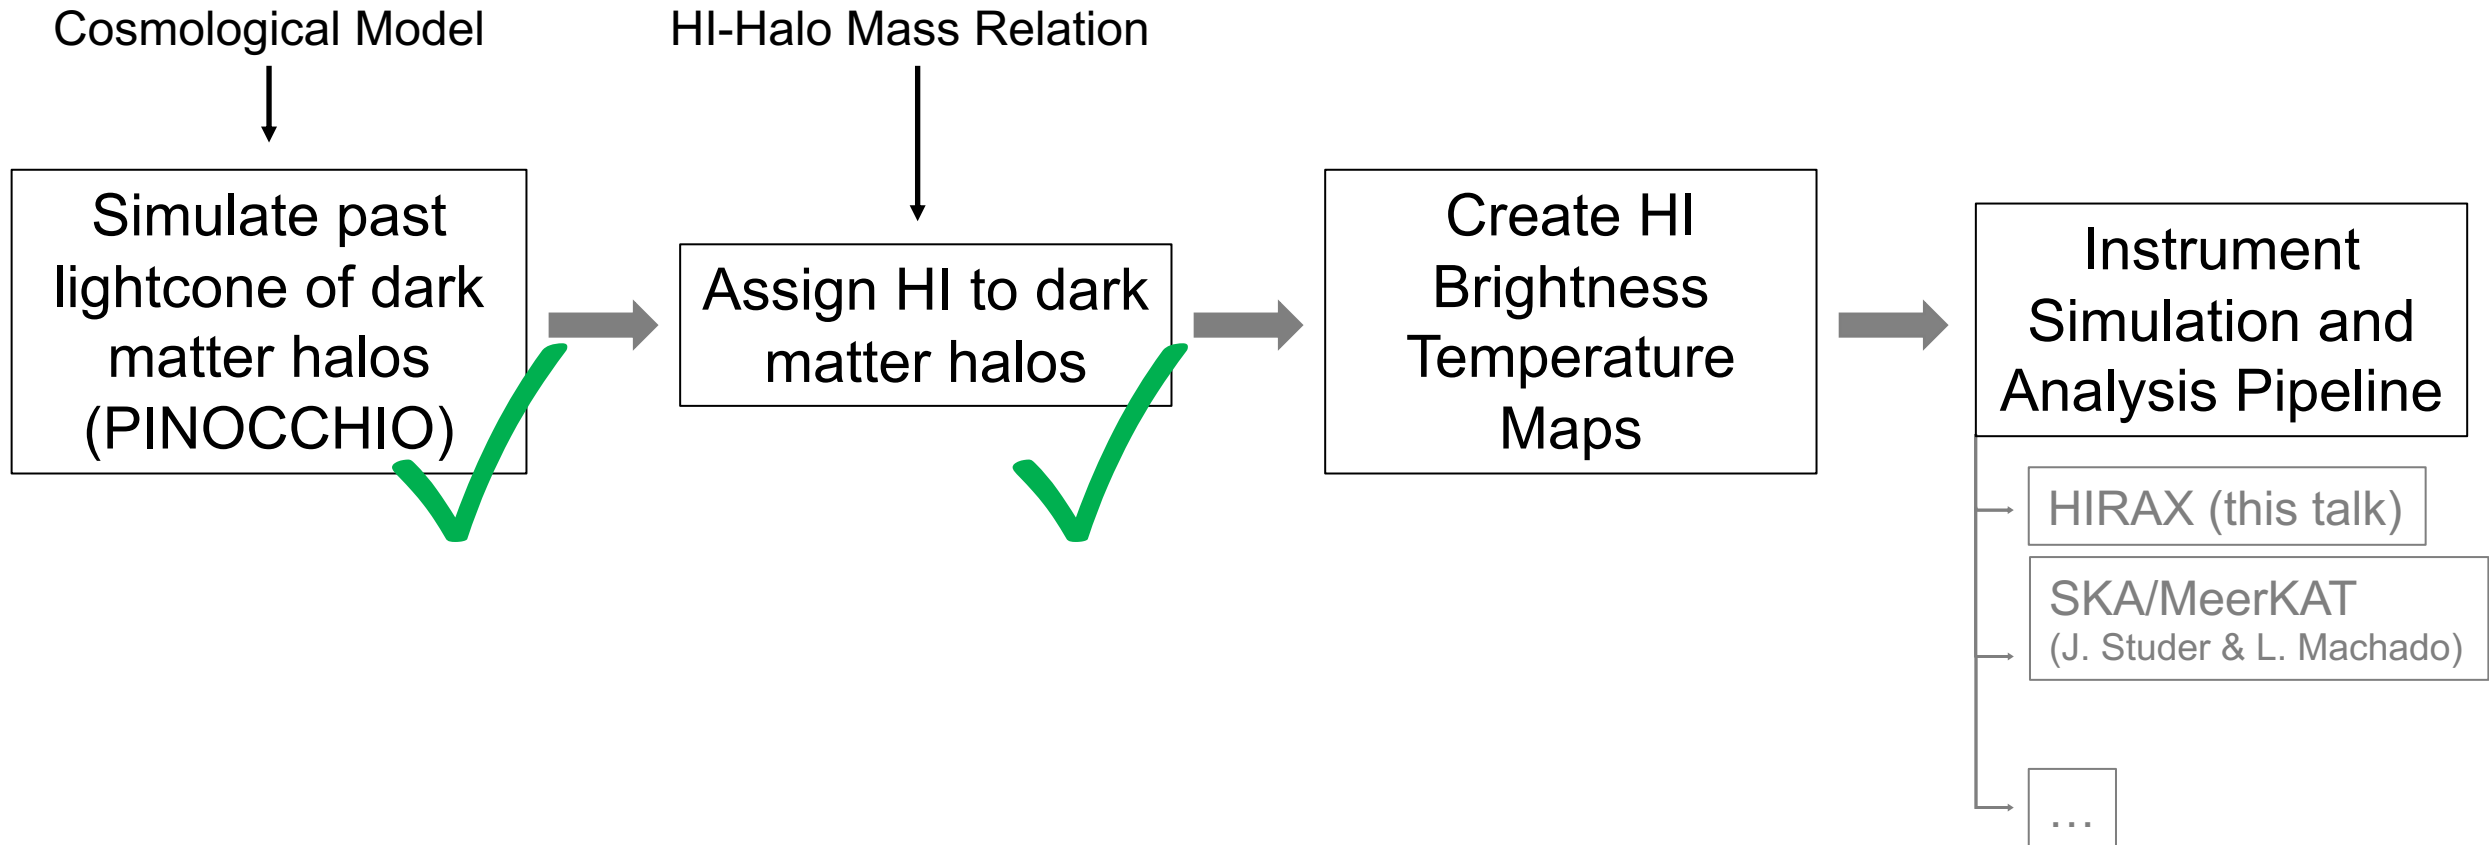 Cosmological Model
HI-Halo Mass Relation
Simulate past
lightcone of dark
matter halos
(PINOCCHIO)
Assign HI to dark
matter halos
Create HI
Brightness
Temperature
Maps
Instrument
Simulation and
Analysis Pipeline
HIRAX (this talk)
SKA/MeerKAT
(J. Studer & L. Machado)
…